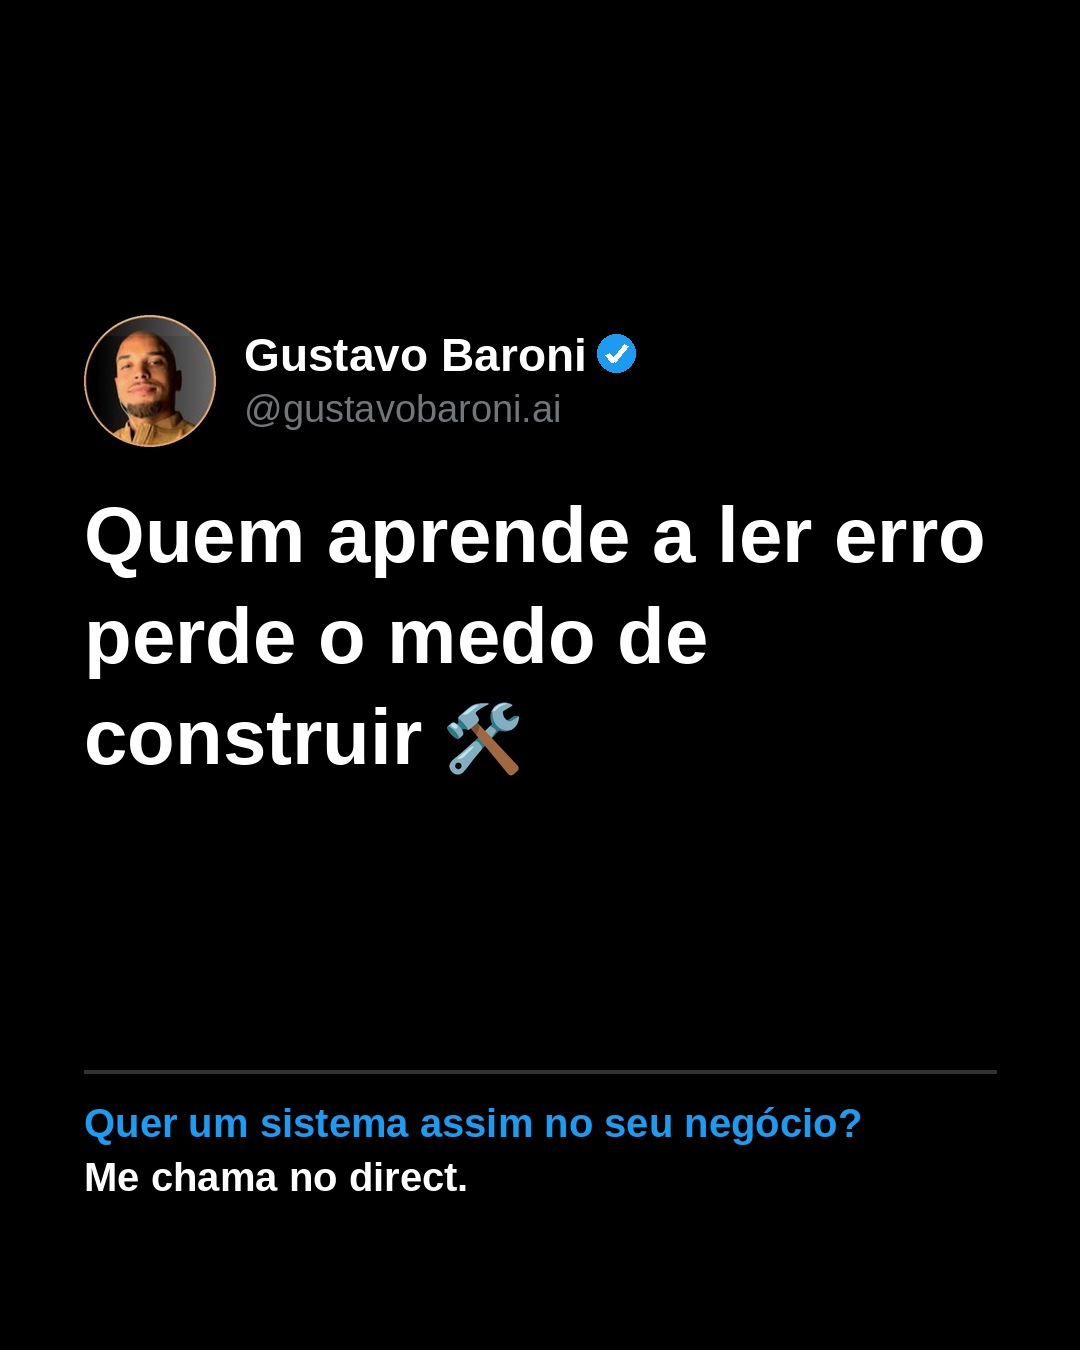 Gustavo Baroni
@gustavobaroni.ai
Quem aprende a ler erro
perde o medo de
construir 🛠️
Quer um sistema assim no seu negócio?
Me chama no direct.